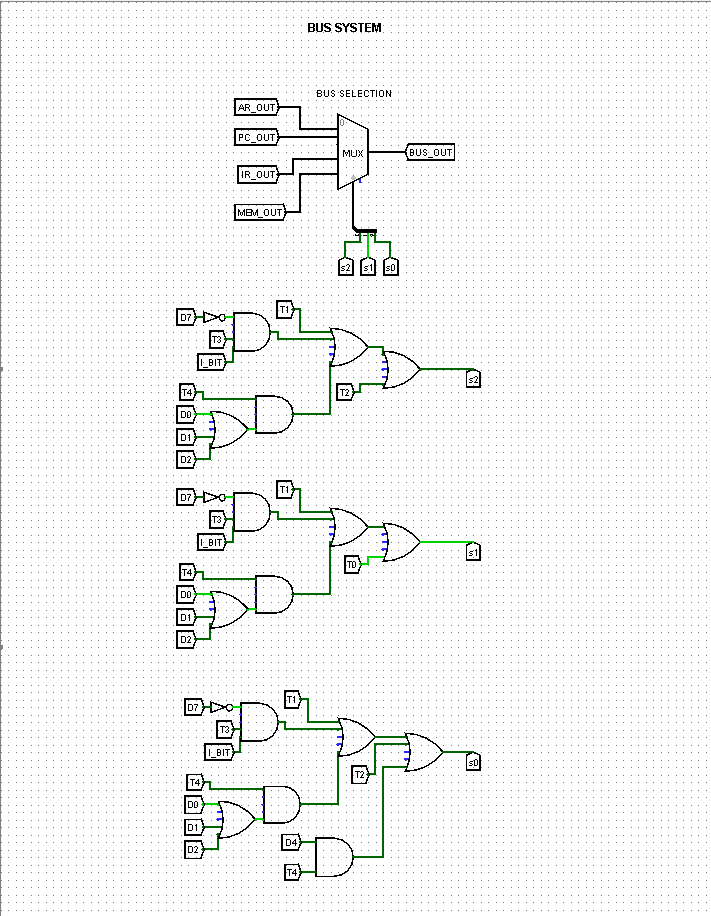 BUS SYSTEM
BUS SELECTION
AR_OUT
0
PC_OUT
MUX
BUS_OUT
IR_OUT
MEM_OUT
s2 s1 s0
T1
D7
T3
I_BIT
s2
T4
T2
D0
D1
D2
T1
D7
T3
I_BIT
s1
T0
T4
D0
D1
D2
T1
D7
T3
I_BIT
s0
T2
T4
D0
D1
D4
D2
T4